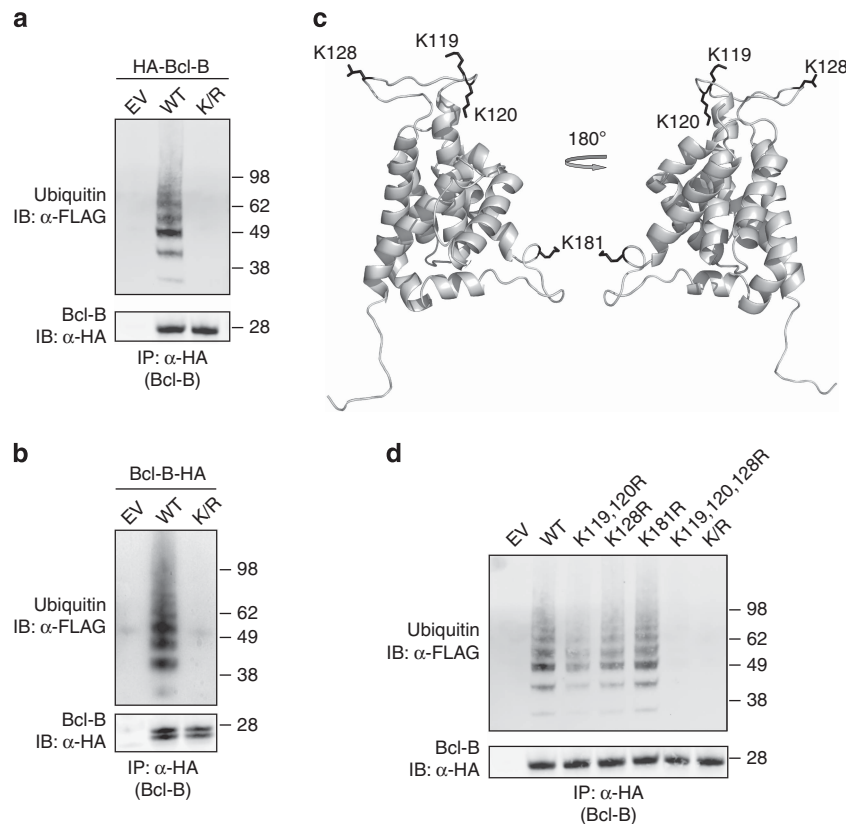 a
HA-Bcl-B
EV WT K/R
Ubiquitin
IB: α-FLAG
98
62
49
38
Bcl-B
IB: α-HA
28
IP: α-HA
(Bcl-B)
b
Bcl-B-HA
EV WT K/R
Ubiquitin
IB: α-FLAG
98
62
49
38
Bcl-B
IB: α-HA
28
IP: α-HA
(Bcl-B)
c
K128 K119
K120
180°
K119
K128
K120
K181
d
EV WT K119,120R K128R K181R K119,120,128R K/R
Ubiquitin
IB: α-FLAG
98
62
49
38
Bcl-B
IB: α-HA
28
IP: α-HA
(Bcl-B)